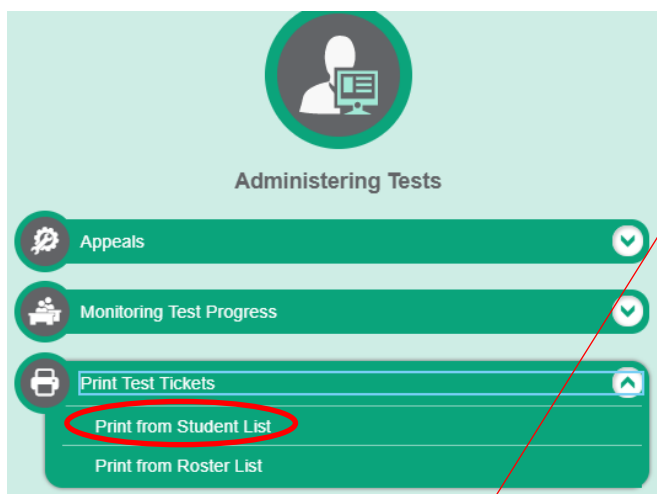 Administering Tests
Appeals
Monitoring Test Progress
Print Test Tickets
Print from Student List
Print from Roster List